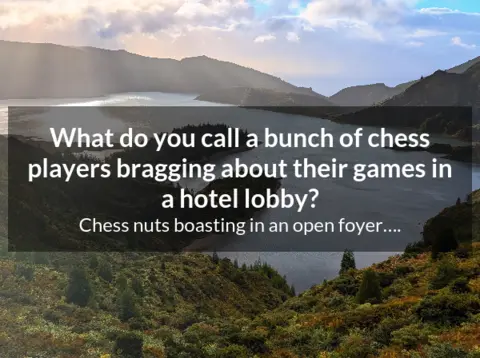 What do you call a bunch of chess
players bragging about their games in
a hotel lobby?
Chess nuts boasting in an open foyer....